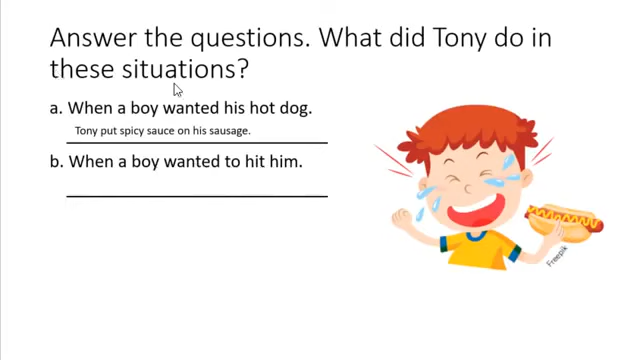 Answer the questions. What did Tony do in
these situations?
a. When a boy wanted his hot dog.
Tony put spicy sauce on his sausage.
b. When a boy wanted to hit him.
Freepik